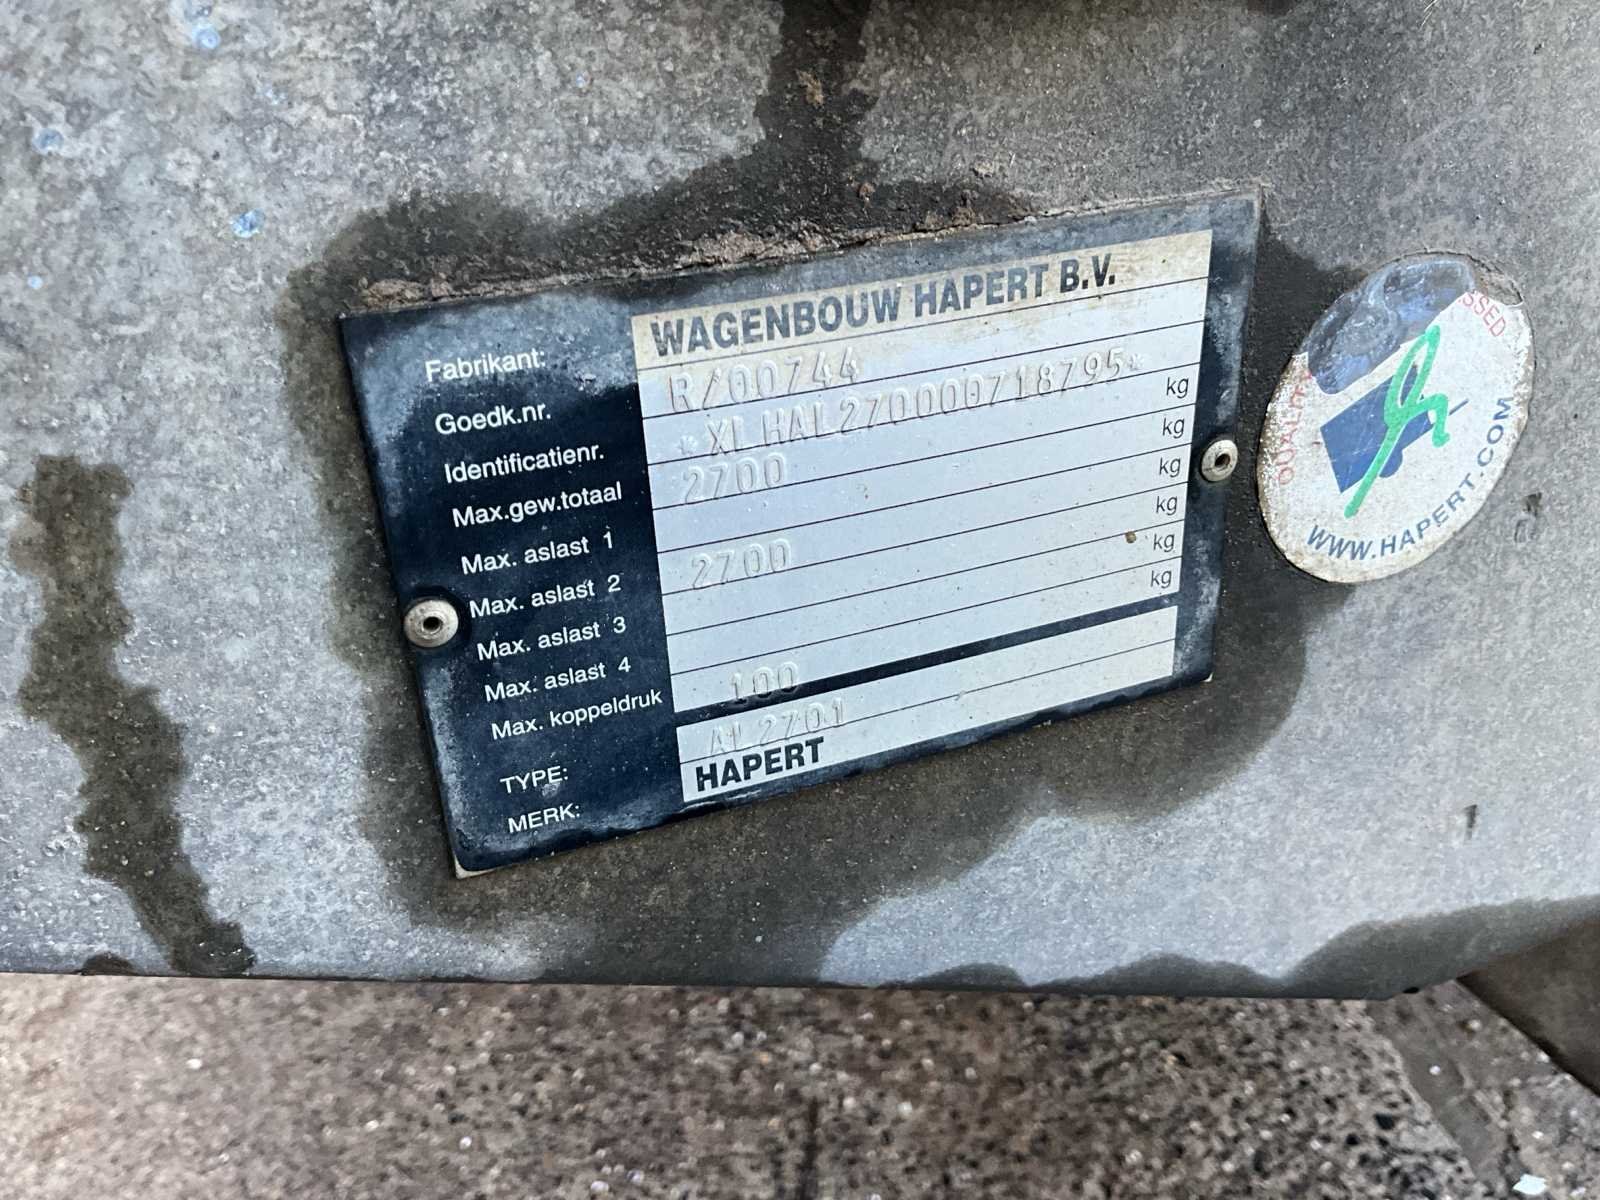 Fabrikant: WAGENBOUW HAPERT B.V.
Goedk.nr. R/00744
Identificatienr. *XLHAL270000718795*
Max.gew.totaal 2700 kg
Max. aslast 1 kg
Max. aslast 2 2700 kg
Max. aslast 3 kg
Max. aslast 4 kg
Max. koppeldruk 100 kg
TYPE: AL2701
MERK: HAPERT
WWW.HAPERT.COM